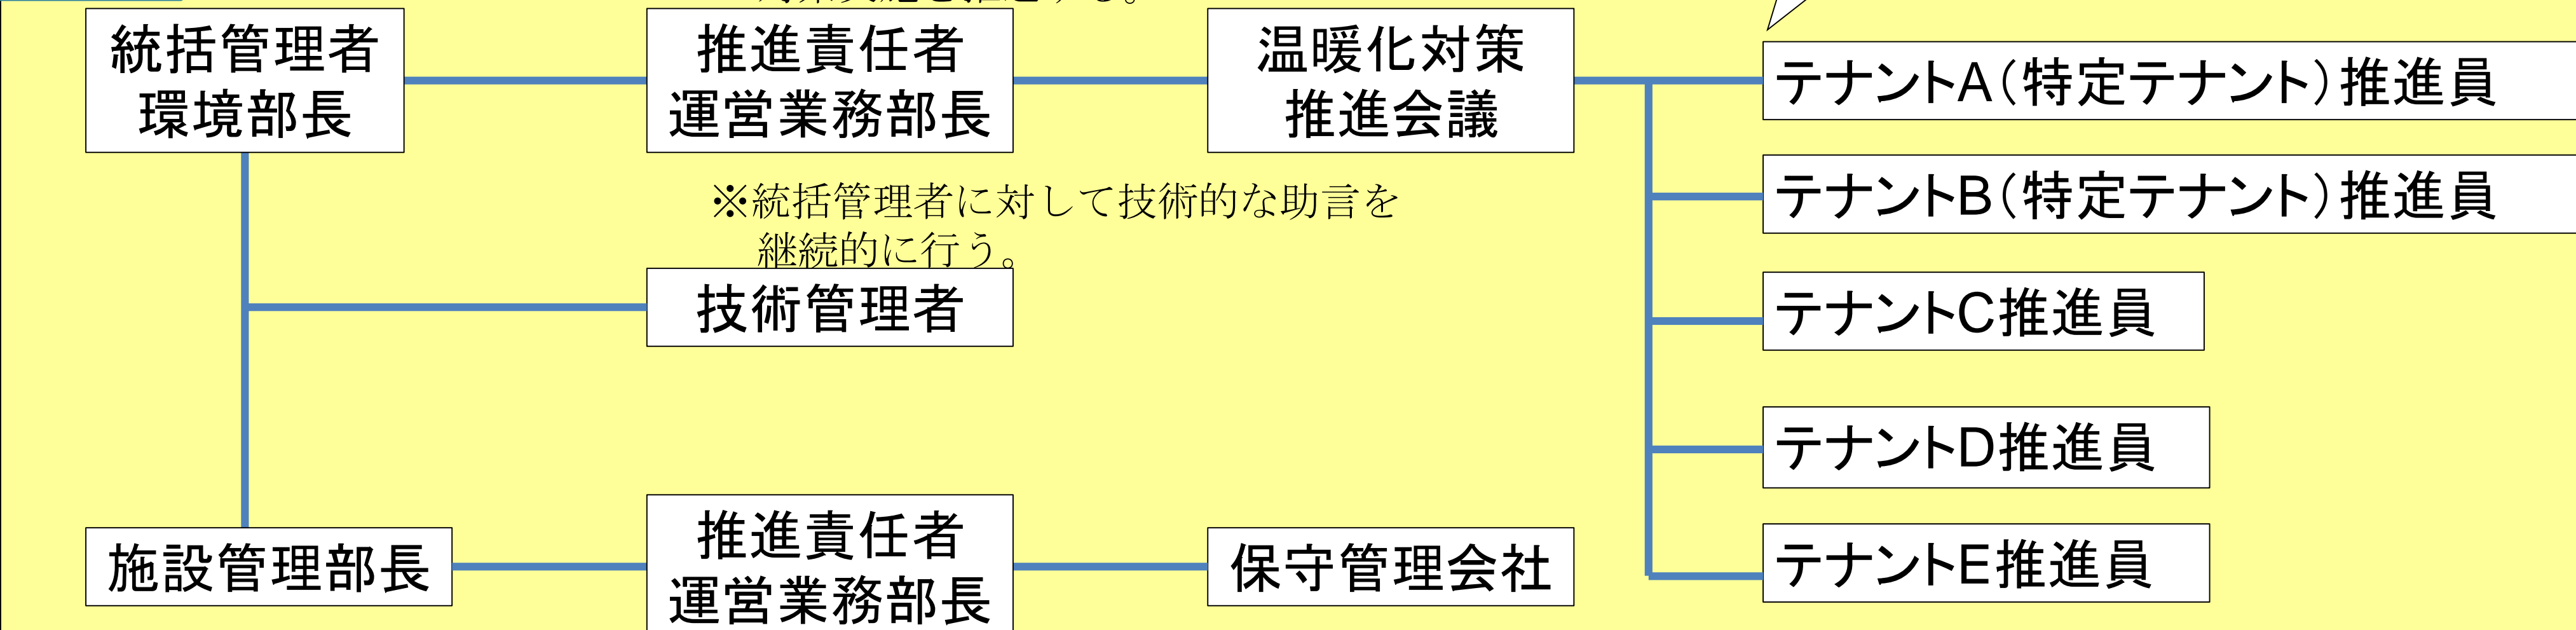 統括管理者
環境部長
推進責任者
運営業務部長
温暖化対策
推進会議
テナントA(特定テナント)推進員
テナントB(特定テナント)推進員
※統括管理者に対して技術的な助言を
継続的に行う。
技術管理者
テナントC推進員
テナントD推進員
施設管理部長
推進責任者
運営業務部長
保守管理会社
テナントE推進員